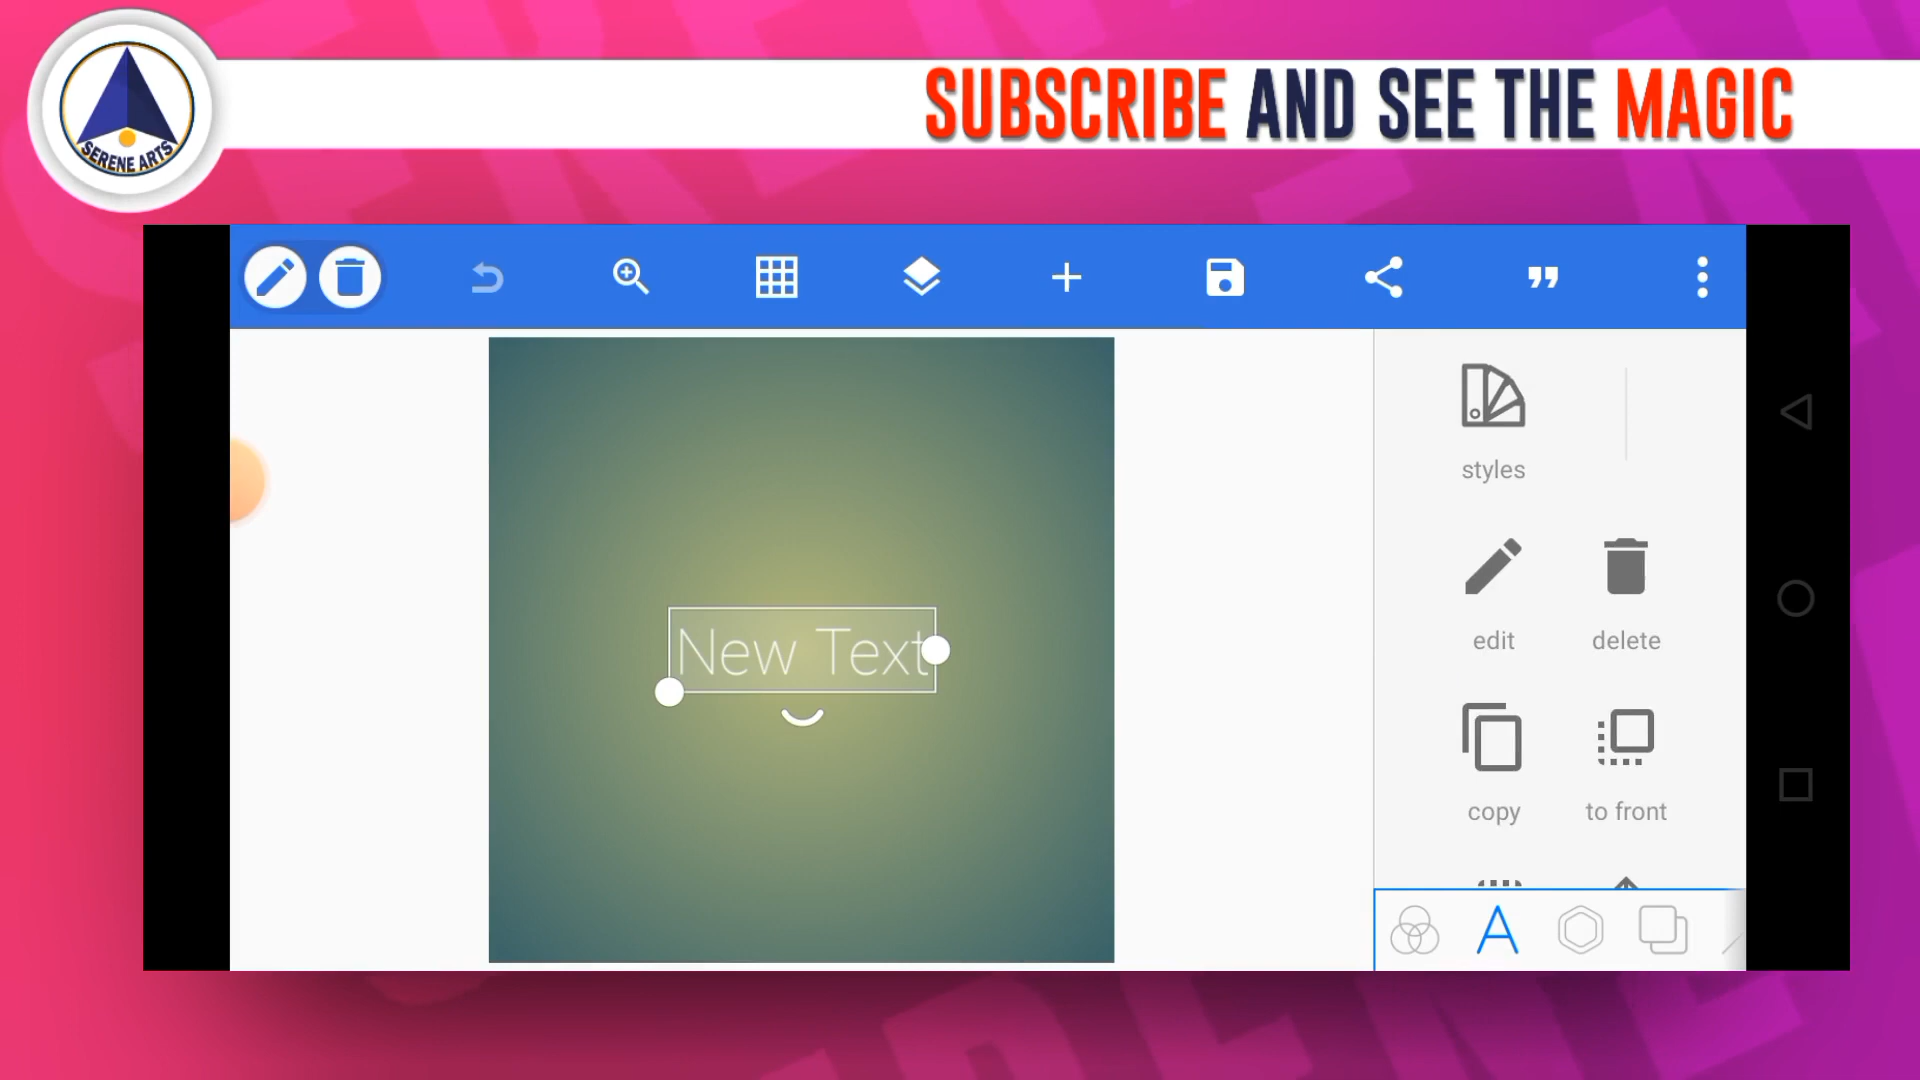 SUBSCRIBE AND SEE THE MAGIC
SERENE ARTS
styles
New Text
edit
delete
copy
to front